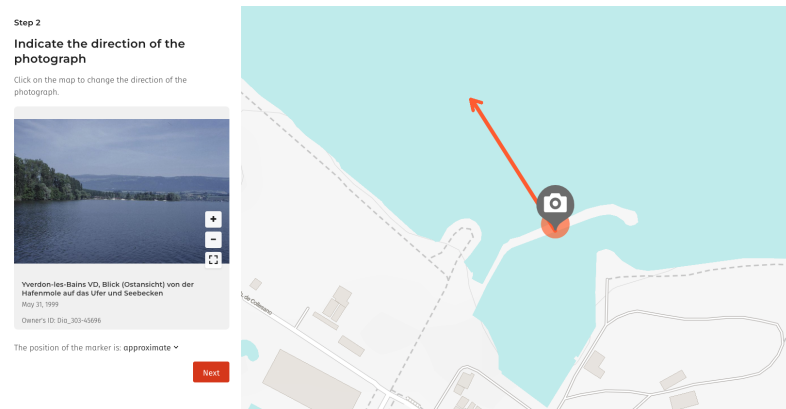 Step 2
Indicate the direction of the
photograph
Click on the map to change the direction of the
photograph.
+
−
Yverdon-les-Bains VD, Blick (Ostansicht) von der
Hafenmole auf das Ufer und Seebecken
May 31, 1999
Owner's ID: Dia_303-45696
The position of the marker is: approximate
Next